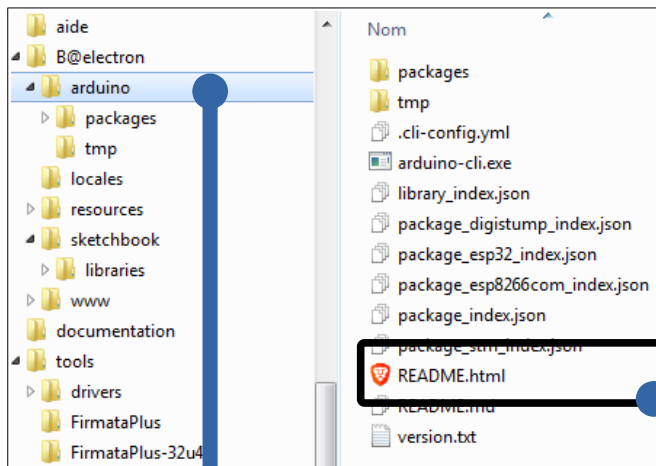 aide
B@electron
arduino
packages
tmp
locales
resources
sketchbook
libraries
www
documentation
tools
drivers
FirmataPlus
FirmataPlus-32u4
Nom
packages
tmp
.cli-config.yml
arduino-cli.exe
library_index.json
package_digistump_index.json
package_esp32_index.json
package_esp8266com_index.json
package_index.json
package_stm_index.json
README.html
README.md
version.txt